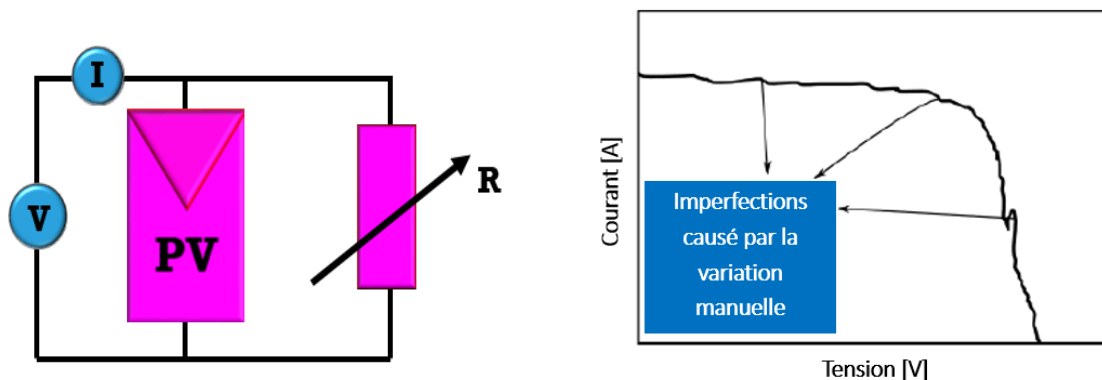 I
V
PV
R
Courant [A]
Imperfections
causé par la
variation
manuelle
Tension [V]